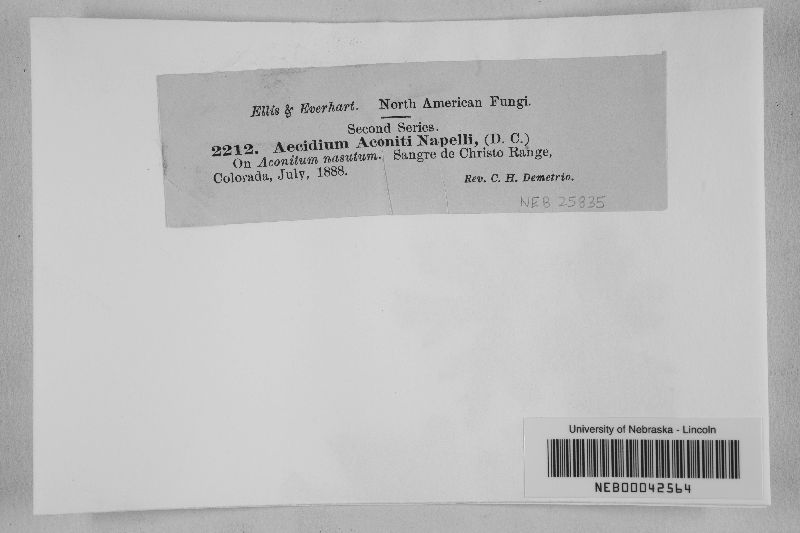 Ellis & Everhart. North American Fungi.
Second Series.
2212. Aecidium Aconiti Napelli, (D. C.)
On Aconitum nasutum. Sangre de Christo Range,
Colorada, July, 1888.
Rev. C. H. Demetrio.
NEB 25835
University of Nebraska - Lincoln
NEB00042564